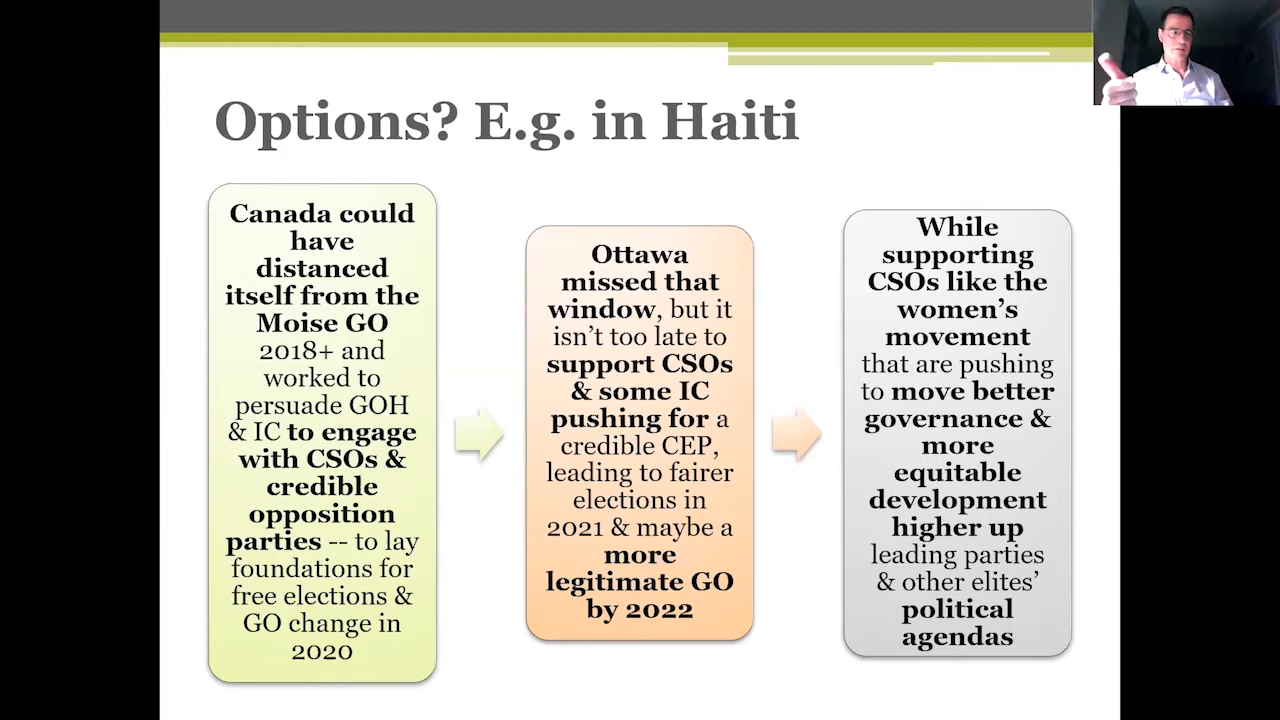 Options? E.g. in Haiti
Canada could
have
distanced
itself from the
Moise GO
2018+ and
worked to
persuade GOH
& IC to engage
with CSOs &
credible
opposition
parties -- to lay
foundations for
free elections &
GO change in
2020
Ottawa
missed that
window, but it
isn't too late to
support CSOs
& some IC
pushing for a
credible CEP,
leading to fairer
elections in
2021 & maybe a
more
legitimate GO
by 2022
While
supporting
CSOs like the
women's
movement
that are pushing
to move better
governance &
more
equitable
development
higher up
leading parties
& other elites'
political
agendas